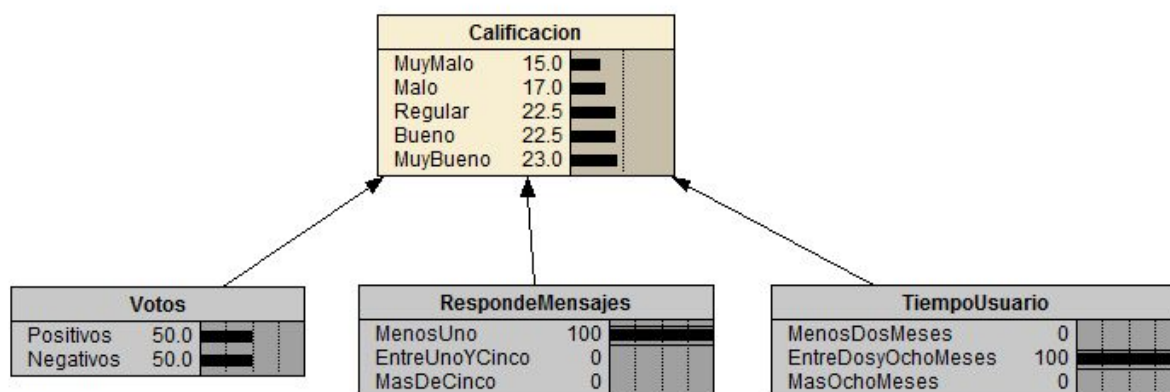 Calificacion
MuyMalo 15.0
Malo 17.0
Regular 22.5
Bueno 22.5
MuyBueno 23.0
Votos
Positivos 50.0
Negativos 50.0
RespondeMensajes
MenosUno 100
EntreUnoYCinco 0
MasDeCinco 0
TiempoUsuario
MenosDosMeses 0
EntreDosyOchoMeses 100
MasOchoMeses 0